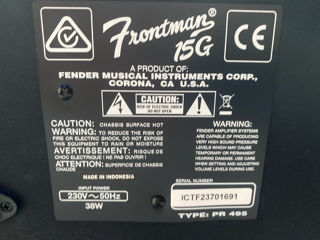 Frontman
15G
CE
A PRODUCT OF:
FENDER MUSICAL INSTRUMENTS CORP.,
CORONA, CA U.S.A.
CAUTION:
RISK OF ELECTRIC SHOCK
DO NOT OPEN
CAUTION: CHASSIS SURFACE HOT
WARNING: TO REDUCE THE RISK OF
FIRE OR ELECTRIC SHOCK, DO NOT EXPOSE
THIS EQUIPMENT TO RAIN OR MOISTURE
AVERTISSEMENT: RISQUE DE
CHOC ELECTRIQUE - NE PAS OUVRIR !
ATTENTION: SUPERFICE DE CHASSIS
CHAUDE
WARNING:
FENDER AMPLIFIER SYSTEMS
ARE CAPABLE OF PRODUCING
VERY HIGH SOUND PRESSURE
LEVELS WHICH MAY CAUSE
TEMPORARY OR PERMANENT
HEARING DAMAGE. USE CARE
WHEN SETTING AND ADJUSTING
VOLUME LEVELS DURING USE.
MADE IN INDONESIA
INPUT POWER
230V~50Hz
38W
SERIAL NUMBER
ICTF23701691
TYPE: PR 495